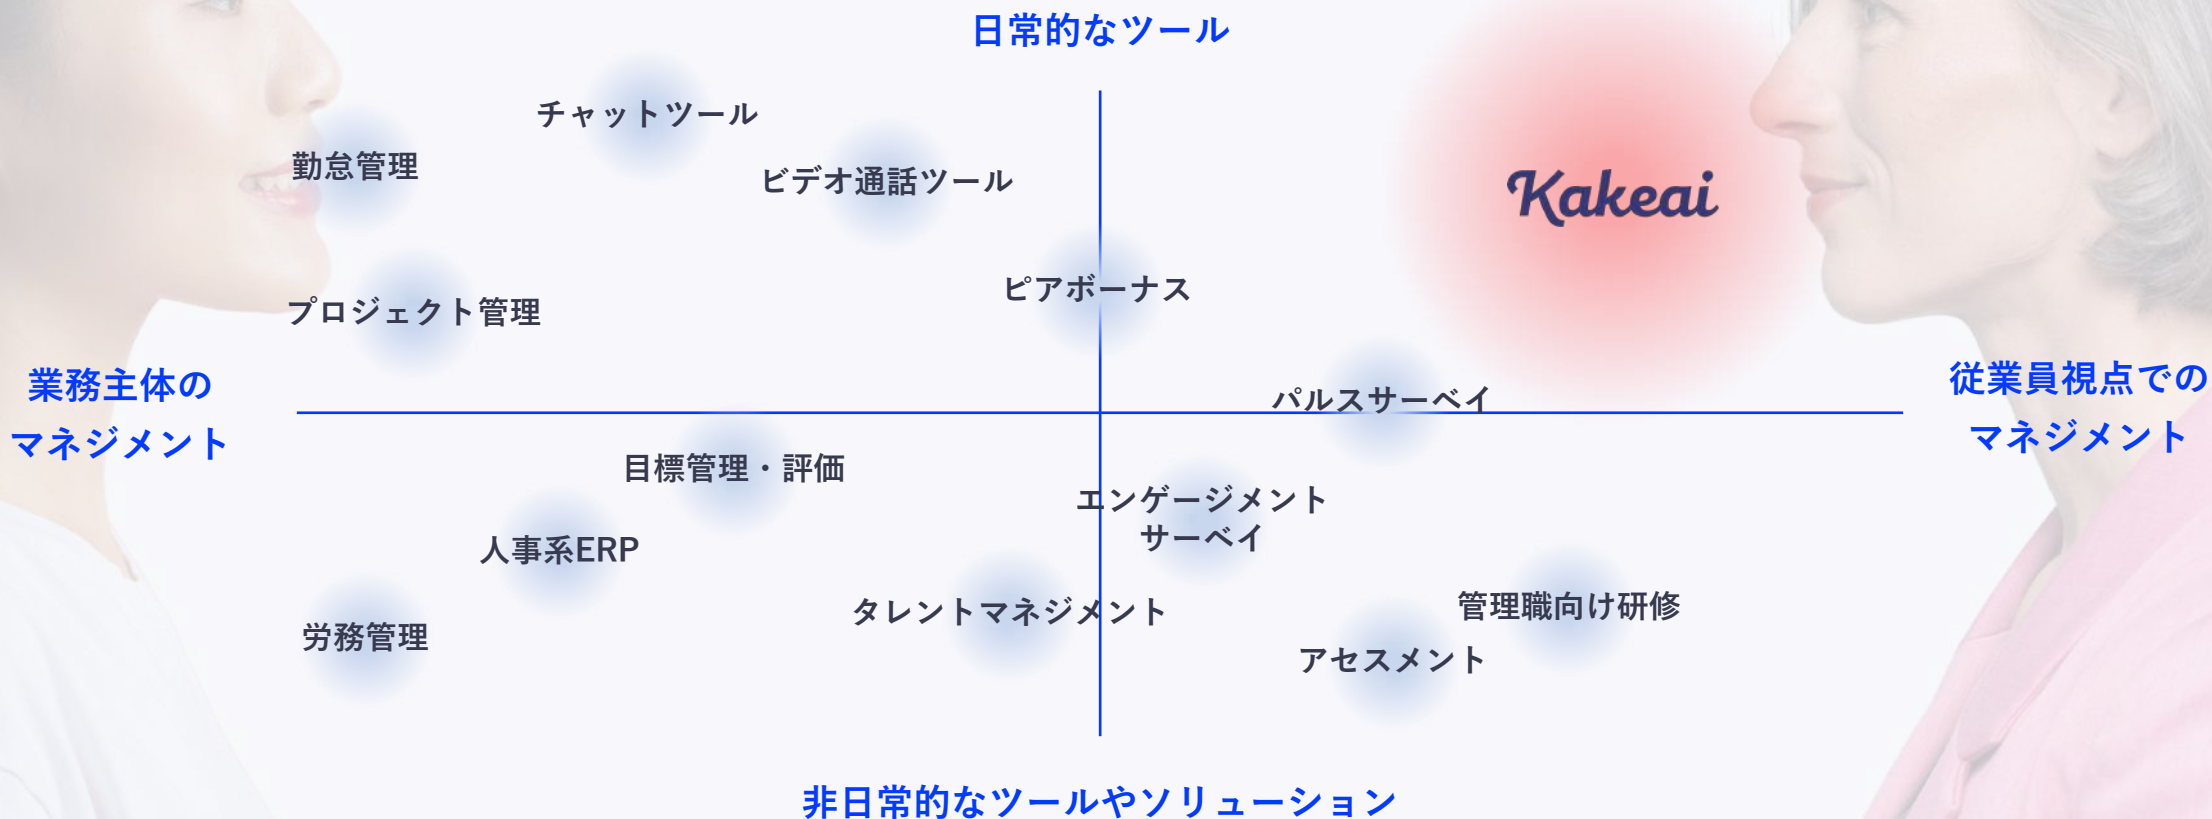 日常的なツール
チャットツール
勤怠管理
ビデオ通話ツール
Kakeai
ピアボーナス
プロジェクト管理
業務主体の
マネジメント
従業員視点での
マネジメント
パルスサーベイ
目標管理・評価
エンゲージメント
サーベイ
人事系ERP
タレントマネジメント
管理職向け研修
労務管理
アセスメント
非日常的なツールやソリューション